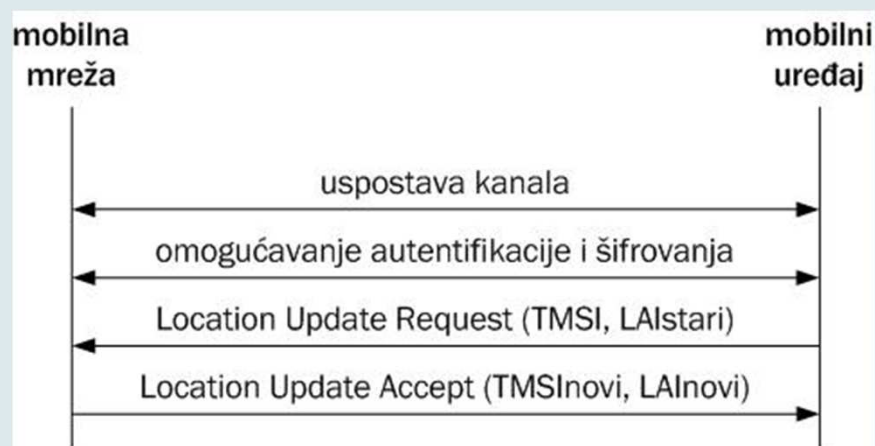 mobilna
mreža
mobilni
uređaj
uspostava kanala
omogućavanje autentifikacije i šifrovanja
Location Update Request (TMSI, LAIstari)
Location Update Accept (TMSInovi, LAInovi)